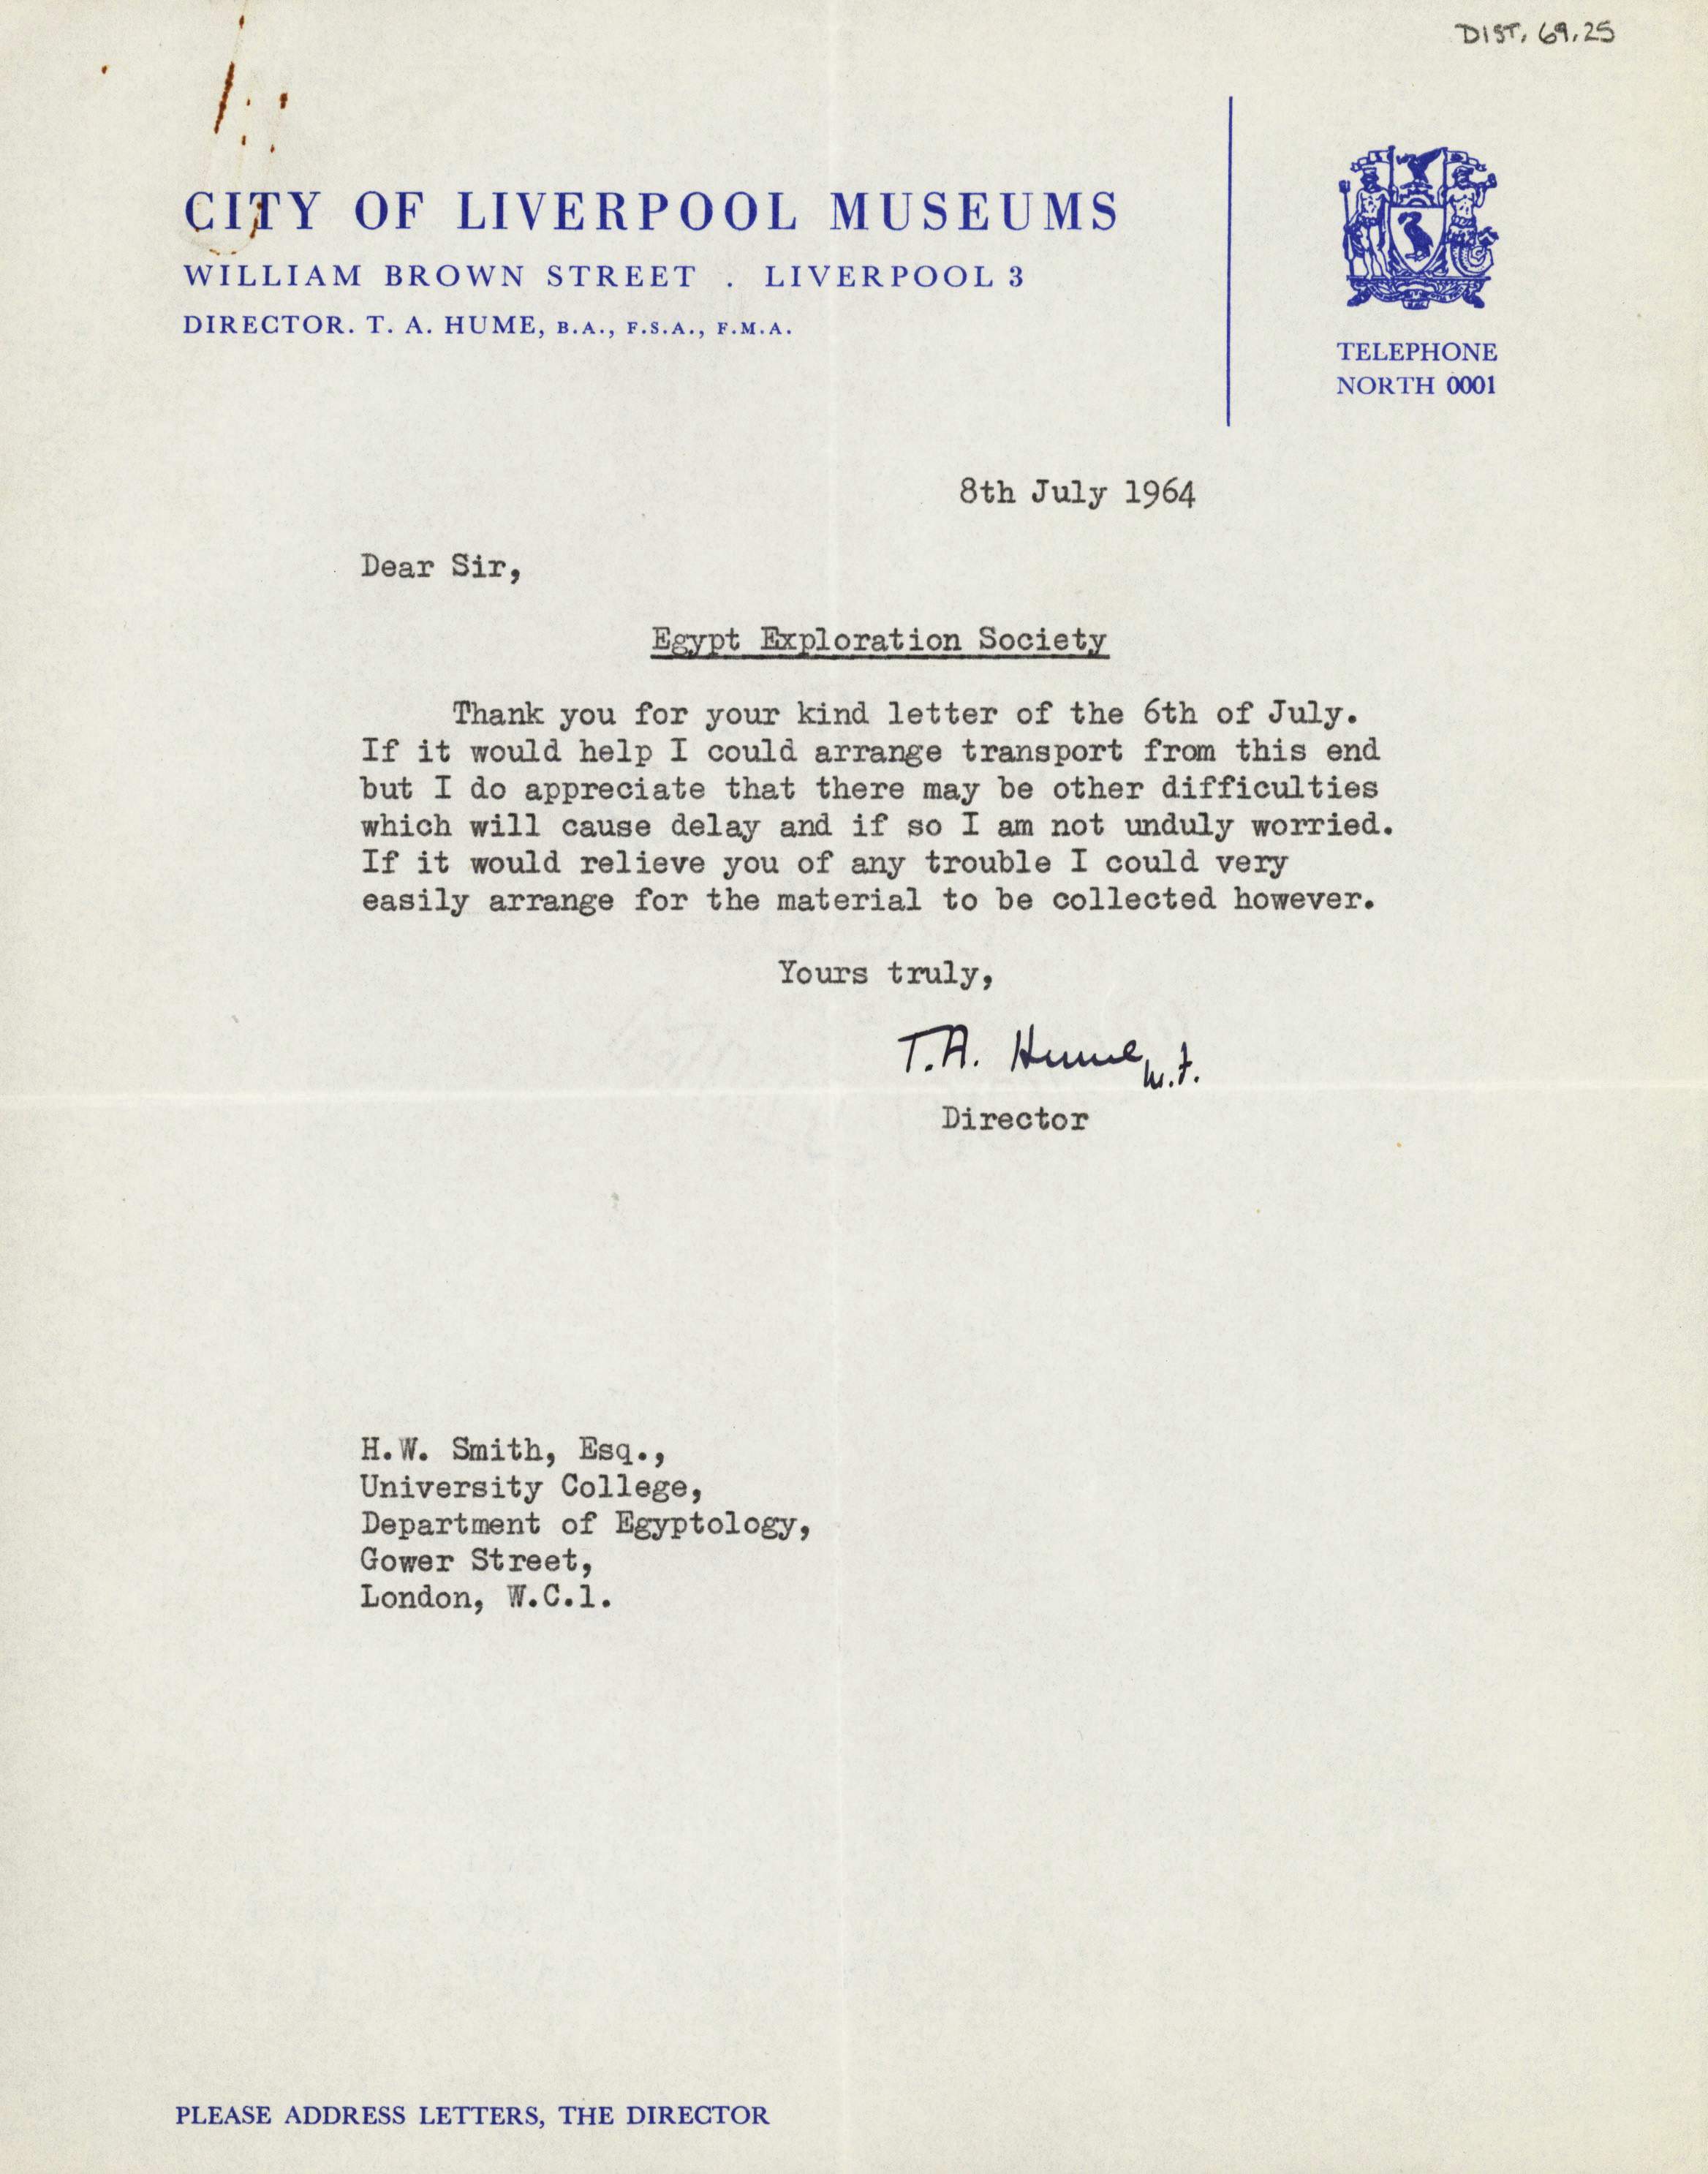 DIST. 69.25
CITY OF LIVERPOOL MUSEUMS
WILLIAM BROWN STREET . LIVERPOOL 3
DIRECTOR. T. A. HUME, B.A., F.S.A., F.M.A.
TELEPHONE
NORTH 0001
8th July 1964
Dear Sir,
Egypt Exploration Society
Thank you for your kind letter of the 6th of July.
If it would help I could arrange transport from this end
but I do appreciate that there may be other difficulties
which will cause delay and if so I am not unduly worried.
If it would relieve you of any trouble I could very
easily arrange for the material to be collected however.
Yours truly,
T.A. Hume
Director
H.W. Smith, Esq.,
University College,
Department of Egyptology,
Gower Street,
London, W.C.1.
PLEASE ADDRESS LETTERS, THE DIRECTOR